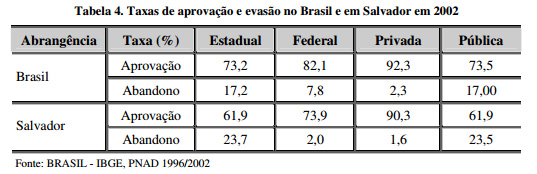 Tabela 4. Taxas de aprovação e evasão no Brasil e em Salvador em 2002
Abrangência Taxa (%) Estadual Federal Privada Pública
Brasil Aprovação 73,2 82,1 92,3 73,5
Abandono 17,2 7,8 2,3 17,00
Salvador Aprovação 61,9 73,9 90,3 61,9
Abandono 23,7 2,0 1,6 23,5
Fonte: BRASIL - IBGE, PNAD 1996/2002